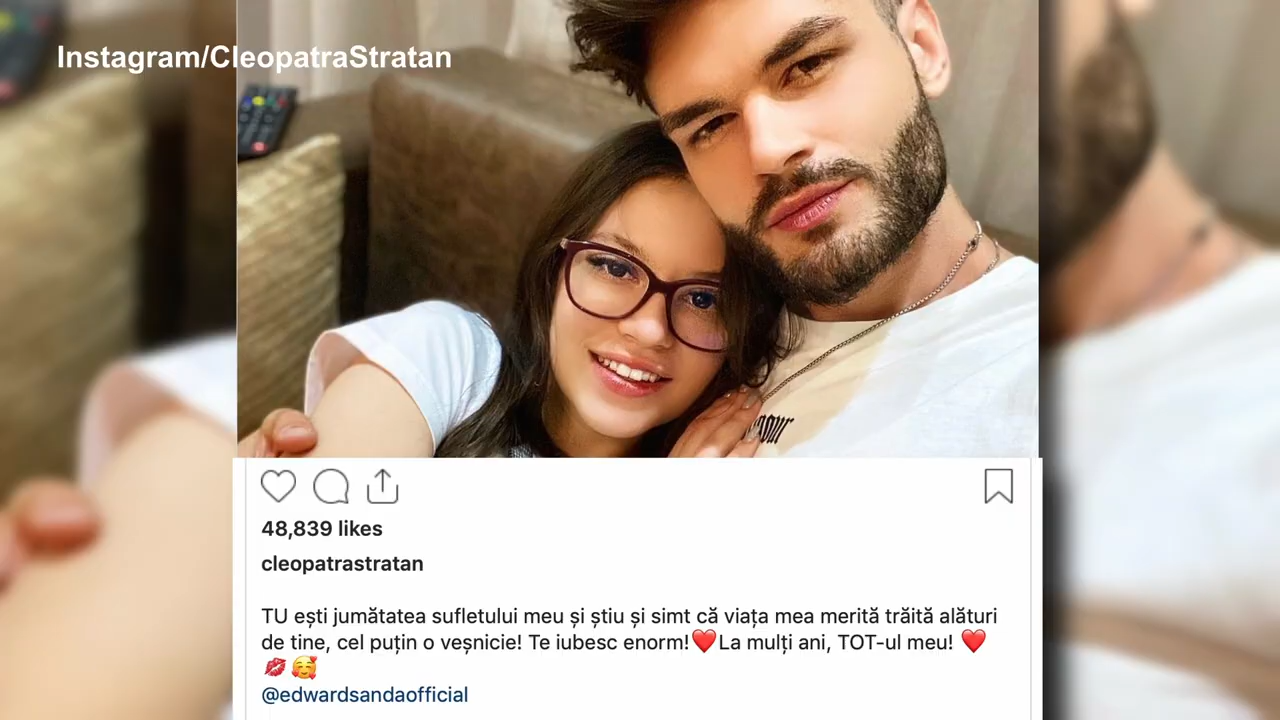 Instagram/CleopatraStratan
48,839 likes
cleopatrastratan
TU ești jumătatea sufletului meu și știu și simt că viața mea merită trăită alături
de tine, cel puțin o veșnicie! Te iubesc enorm!❤️La mulți ani, TOT-ul meu! ❤️
💋🥰
@edwardsandaofficial